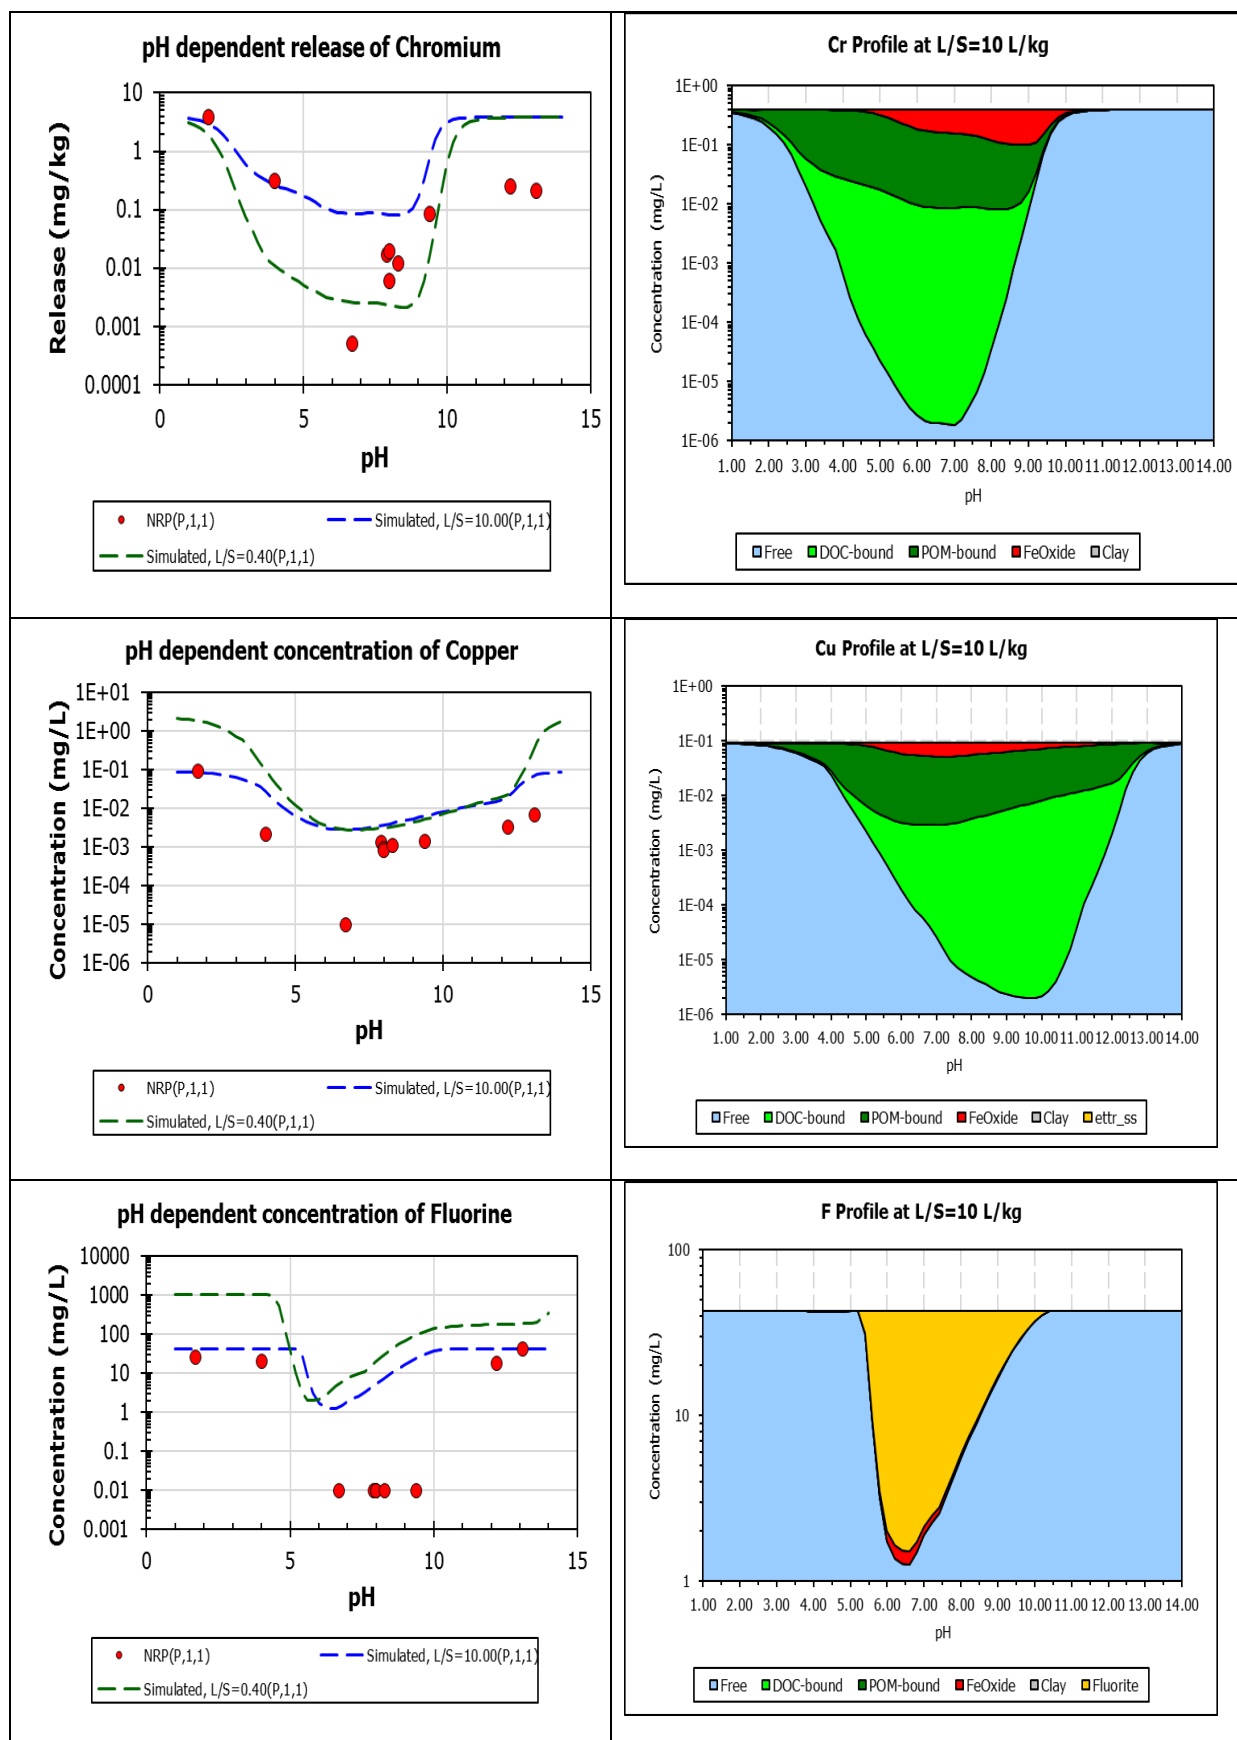 pH dependent release of Chromium
Release (mg/kg)
10
1
0.1
0.01
0.001
0.0001
0 5 10 15
pH
NRP(P,1,1) Simulated, L/S=10.00(P,1,1)
Simulated, L/S=0.40(P,1,1)
Cr Profile at L/S=10 L/kg
Concentration (mg/L)
1E+00
1E-01
1E-02
1E-03
1E-04
1E-05
1E-06
1.00 2.00 3.00 4.00 5.00 6.00 7.00 8.00 9.00 10.00 11.00 12.00 13.00 14.00
pH
Free DOC-bound POM-bound FeOxide Clay
pH dependent concentration of Copper
Concentration (mg/L)
1E+01
1E+00
1E-01
1E-02
1E-03
1E-04
1E-05
1E-06
0 5 10 15
pH
NRP(P,1,1) Simulated, L/S=10.00(P,1,1)
Simulated, L/S=0.40(P,1,1)
Cu Profile at L/S=10 L/kg
Concentration (mg/L)
1E+00
1E-01
1E-02
1E-03
1E-04
1E-05
1E-06
1.00 2.00 3.00 4.00 5.00 6.00 7.00 8.00 9.00 10.00 11.00 12.00 13.00 14.00
pH
Free DOC-bound POM-bound FeOxide Clay ettr_ss
pH dependent concentration of Fluorine
Concentration (mg/L)
10000
1000
100
10
1
0.1
0.01
0.001
0 5 10 15
pH
NRP(P,1,1) Simulated, L/S=10.00(P,1,1)
Simulated, L/S=0.40(P,1,1)
F Profile at L/S=10 L/kg
Concentration (mg/L)
100
10
1
1.00 2.00 3.00 4.00 5.00 6.00 7.00 8.00 9.00 10.00 11.00 12.00 13.00 14.00
pH
Free DOC-bound POM-bound FeOxide Clay Fluorite